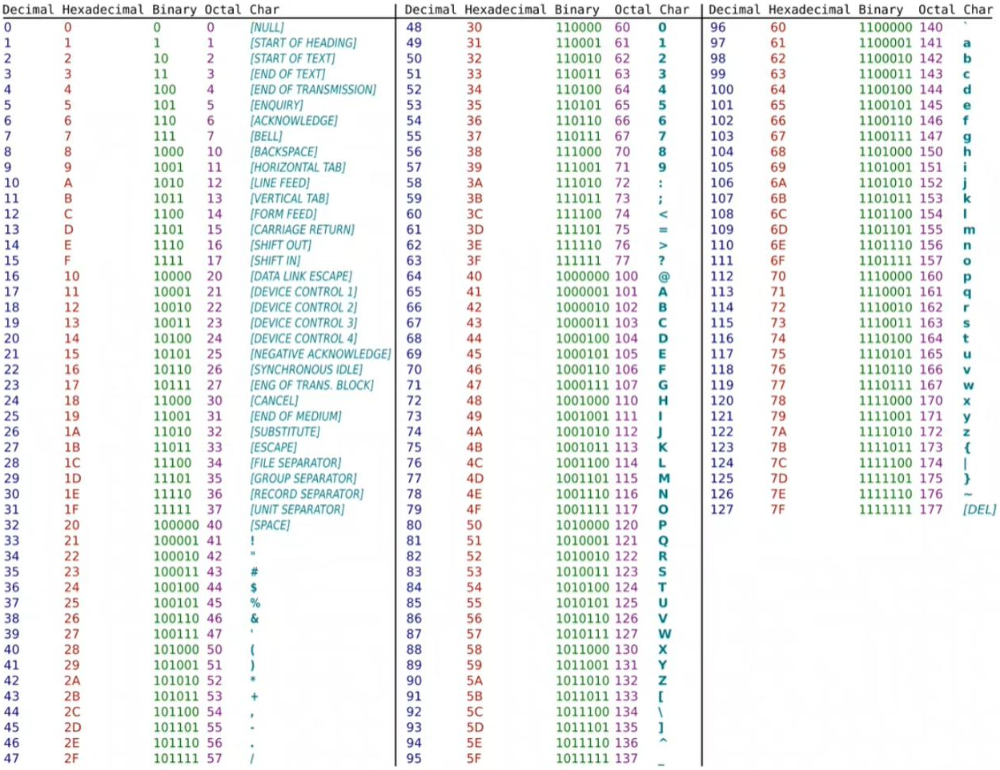 Decimal Hexadecimal Binary Octal Char
0 0 0 0 [NULL]
1 1 1 1 [START OF HEADING]
2 2 10 2 [START OF TEXT]
3 3 11 3 [END OF TEXT]
4 4 100 4 [END OF TRANSMISSION]
5 5 101 5 [ENQUIRY]
6 6 110 6 [ACKNOWLEDGE]
7 7 111 7 [BELL]
8 8 1000 10 [BACKSPACE]
9 9 1001 11 [HORIZONTAL TAB]
10 A 1010 12 [LINE FEED]
11 B 1011 13 [VERTICAL TAB]
12 C 1100 14 [FORM FEED]
13 D 1101 15 [CARRIAGE RETURN]
14 E 1110 16 [SHIFT OUT]
15 F 1111 17 [SHIFT IN]
16 10 10000 20 [DATA LINK ESCAPE]
17 11 10001 21 [DEVICE CONTROL 1]
18 12 10010 22 [DEVICE CONTROL 2]
19 13 10011 23 [DEVICE CONTROL 3]
20 14 10100 24 [DEVICE CONTROL 4]
21 15 10101 25 [NEGATIVE ACKNOWLEDGE]
22 16 10110 26 [SYNCHRONOUS IDLE]
23 17 10111 27 [ENG OF TRANS. BLOCK]
24 18 11000 30 [CANCEL]
25 19 11001 31 [END OF MEDIUM]
26 1A 11010 32 [SUBSTITUTE]
27 1B 11011 33 [ESCAPE]
28 1C 11100 34 [FILE SEPARATOR]
29 1D 11101 35 [GROUP SEPARATOR]
30 1E 11110 36 [RECORD SEPARATOR]
31 1F 11111 37 [UNIT SEPARATOR]
32 20 100000 40 [SPACE]
33 21 100001 41 !
34 22 100010 42 "
35 23 100011 43 #
36 24 100100 44 $
37 25 100101 45 %
38 26 100110 46 &
39 27 100111 47 '
40 28 101000 50 (
41 29 101001 51 )
42 2A 101010 52 *
43 2B 101011 53 +
44 2C 101100 54 ,
45 2D 101101 55 -
46 2E 101110 56 .
47 2F 101111 57 /
Decimal Hexadecimal Binary Octal Char
48 30 110000 60 0
49 31 110001 61 1
50 32 110010 62 2
51 33 110011 63 3
52 34 110100 64 4
53 35 110101 65 5
54 36 110110 66 6
55 37 110111 67 7
56 38 111000 70 8
57 39 111001 71 9
58 3A 111010 72 :
59 3B 111011 73 ;
60 3C 111100 74 <
61 3D 111101 75 =
62 3E 111110 76 >
63 3F 111111 77 ?
64 40 1000000 100 @
65 41 1000001 101 A
66 42 1000010 102 B
67 43 1000011 103 C
68 44 1000100 104 D
69 45 1000101 105 E
70 46 1000110 106 F
71 47 1000111 107 G
72 48 1001000 110 H
73 49 1001001 111 I
74 4A 1001010 112 J
75 4B 1001011 113 K
76 4C 1001100 114 L
77 4D 1001101 115 M
78 4E 1001110 116 N
79 4F 1001111 117 O
80 50 1010000 120 P
81 51 1010001 121 Q
82 52 1010010 122 R
83 53 1010011 123 S
84 54 1010100 124 T
85 55 1010101 125 U
86 56 1010110 126 V
87 57 1010111 127 W
88 58 1011000 130 X
89 59 1011001 131 Y
90 5A 1011010 132 Z
91 5B 1011011 133 [
92 5C 1011100 134 \
93 5D 1011101 135 ]
94 5E 1011110 136 ^
95 5F 1011111 137 _
Decimal Hexadecimal Binary Octal Char
96 60 1100000 140 `
97 61 1100001 141 a
98 62 1100010 142 b
99 63 1100011 143 c
100 64 1100100 144 d
101 65 1100101 145 e
102 66 1100110 146 f
103 67 1100111 147 g
104 68 1101000 150 h
105 69 1101001 151 i
106 6A 1101010 152 j
107 6B 1101011 153 k
108 6C 1101100 154 l
109 6D 1101101 155 m
110 6E 1101110 156 n
111 6F 1101111 157 o
112 70 1110000 160 p
113 71 1110001 161 q
114 72 1110010 162 r
115 73 1110011 163 s
116 74 1110100 164 t
117 75 1110101 165 u
118 76 1110110 166 v
119 77 1110111 167 w
120 78 1111000 170 x
121 79 1111001 171 y
122 7A 1111010 172 z
123 7B 1111011 173 {
124 7C 1111100 174 |
125 7D 1111101 175 }
126 7E 1111110 176 ~
127 7F 1111111 177 [DEL]